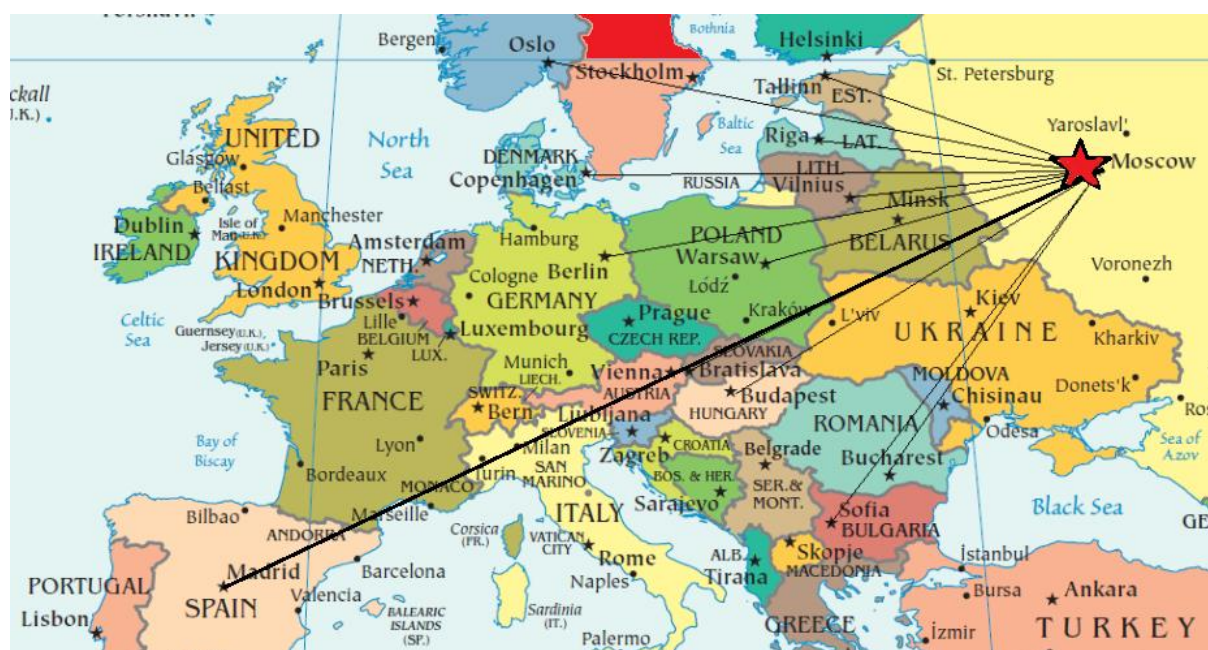 Bergen
Oslo
Stockholm
Bothnia
Helsinki
St. Petersburg
Tallinn
EST.
ckall
(U.K.)
UNITED
KINGDOM
Glasgow
Belfast
North
Sea
DENMARK
Copenhagen
Baltic
Sea
Riga
LAT.
LITH.
Vilnius
RUSSIA
Yaroslavl'
Moscow
Dublin
IRELAND
Isle of
Man (U.K.)
Manchester
London
Amsterdam
NETH.
Hamburg
Berlin
POLAND
Warsaw
Łódź
Minsk
BELARUS
Voronezh
Celtic
Sea
Guernsey (U.K.)
Jersey (U.K.)
Brussels
Lille
BELGIUM
LUX.
Cologne
GERMANY
Luxembourg
Prague
CZECH REP.
Kraków
L'viv
Kiev
UKRAINE
Kharkiv
Donets'k
Paris
FRANCE
Munich
LIECH.
SWITZ.
Bern
Vienna
AUSTRIA
SLOVAKIA
Bratislava
Budapest
HUNGARY
MOLDOVA
Chisinau
Odesa
Ros
Sea of
Azov
Bay of
Biscay
Lyon
Bordeaux
Ljubljana
SLOVENIA
Zagreb
CROATIA
Milan
Turin
SAN
MARINO
MONACO
Marseille
BOS. & HER.
Sarajevo
Belgrade
SER. &
MONT.
ROMANIA
Bucharest
Black Sea
GE
Bilbao
ANDORRA
Corsica
(FR.)
ITALY
VATICAN
CITY
Rome
Naples
Sofia
BULGARIA
Skopje
MACEDONIA
ALB.
Tirana
İstanbul
Bursa
Ankara
PORTUGAL
Lisbon
Madrid
SPAIN
Barcelona
Valencia
BALEARIC
ISLANDS
(SP.)
Sardinia
(IT.)
Palermo
GREECE
İzmir
TURKEY